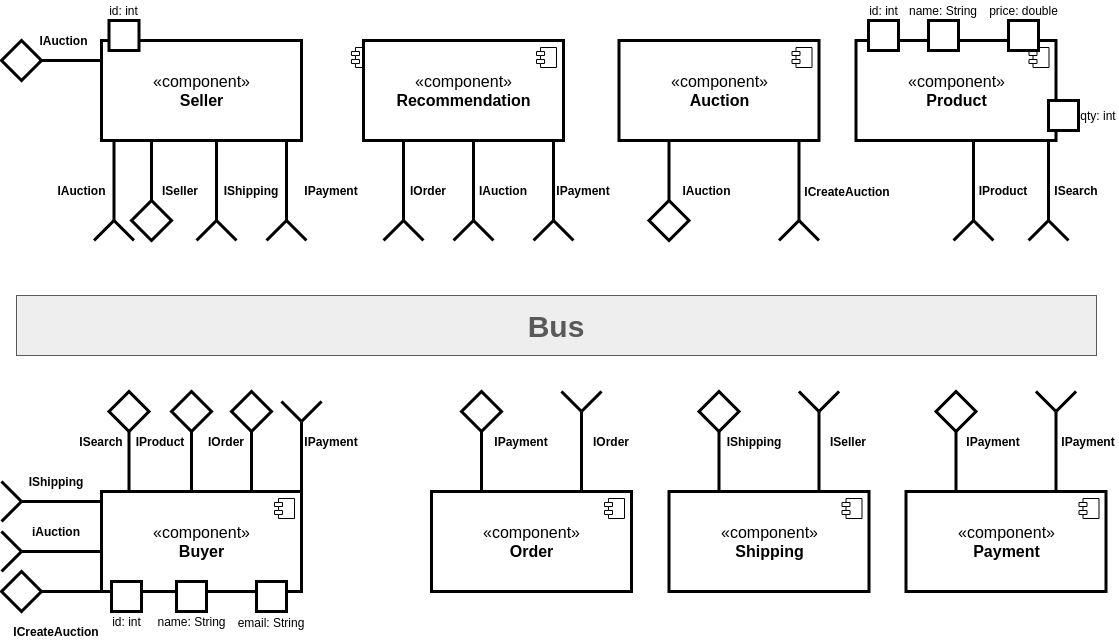 id: int
IAuction
«component»
Seller
IAuction
ISeller
IShipping
IPayment
«component»
Recommendation
IOrder
IAuction
IPayment
«component»
Auction
IAuction
ICreateAuction
id: int
name: String
price: double
«component»
Product
qty: int
IProduct
ISearch
Bus
ISearch
IProduct
IOrder
IPayment
IShipping
iAuction
«component»
Buyer
ICreateAuction
id: int
name: String
email: String
IPayment
IOrder
«component»
Order
IShipping
ISeller
«component»
Shipping
IPayment
IPayment
«component»
Payment